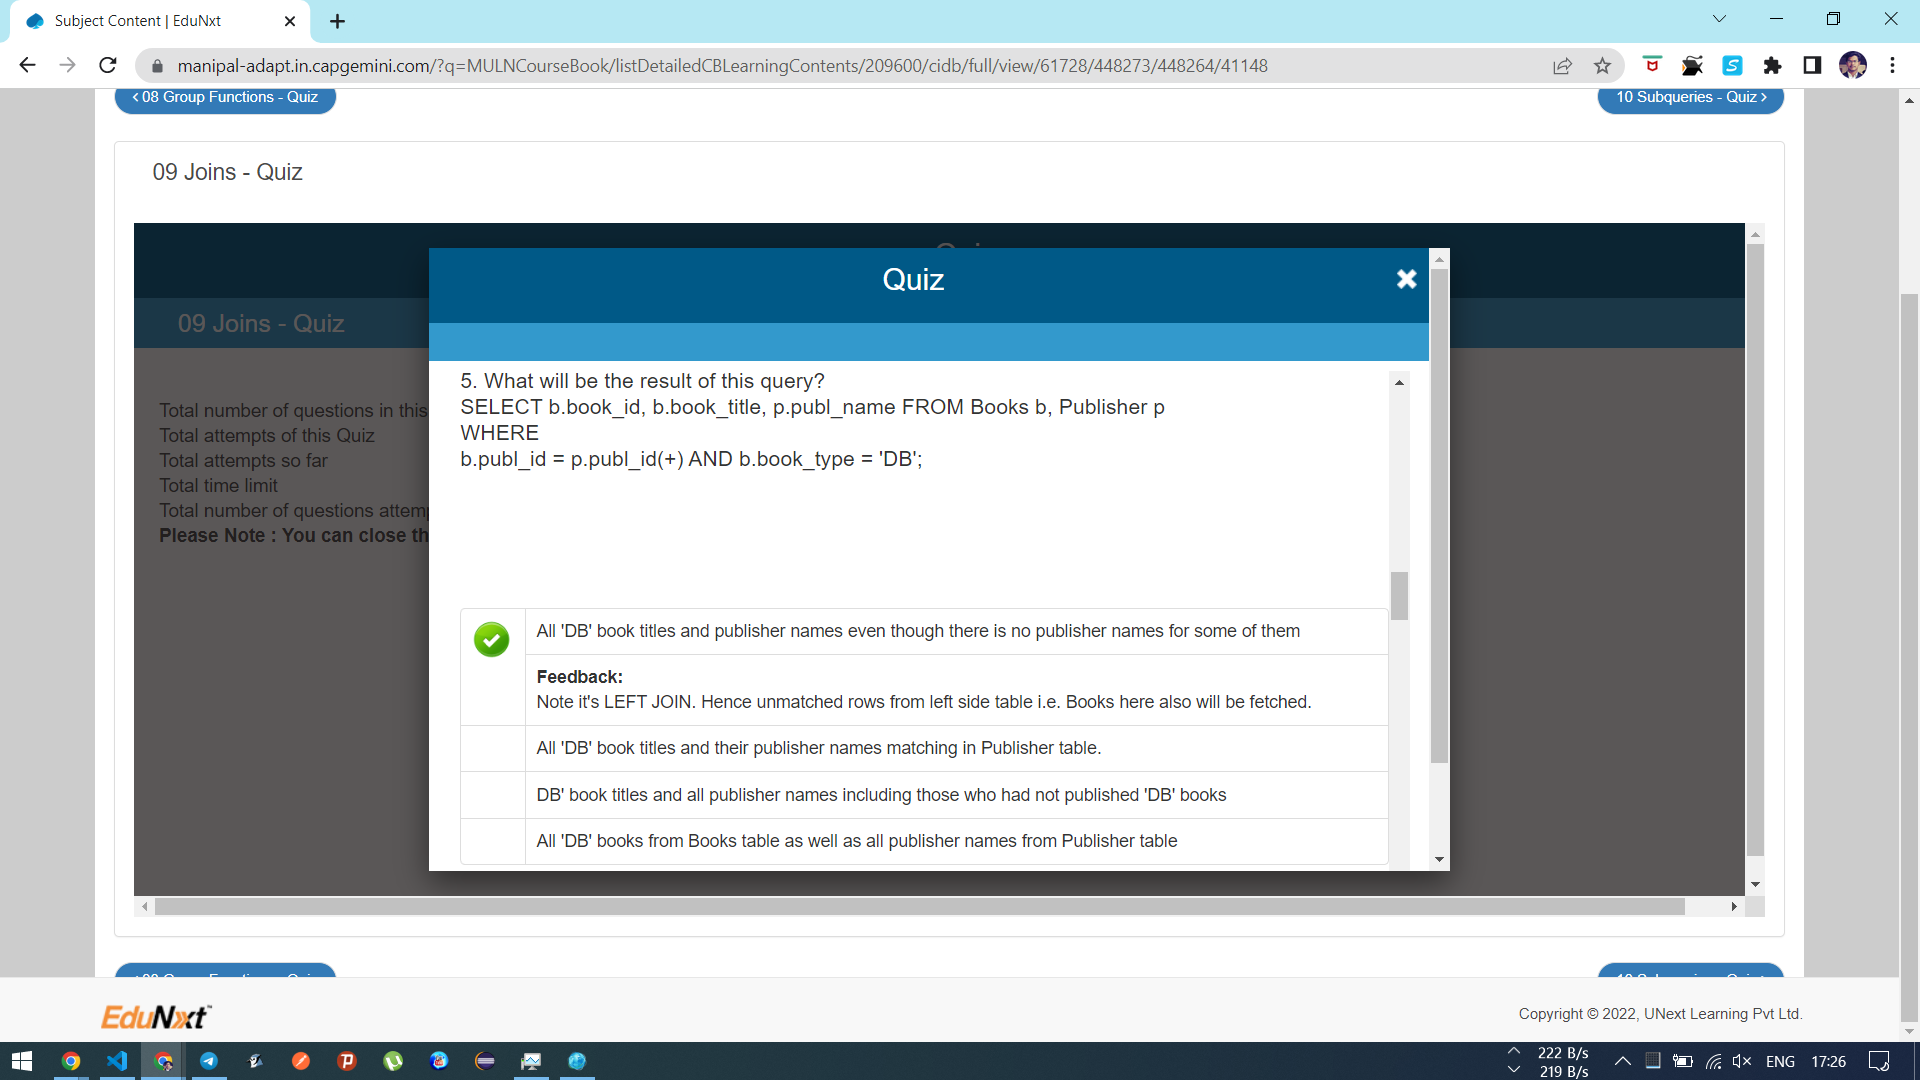 Subject Content | EduNxt
manipal-adapt.in.capgemini.com/?q=MULNCourseBook/listDetailedCBLearningContents/209600/cidb/full/view/61728/448273/448264/41148
< 08 Group Functions - Quiz
10 Subqueries - Quiz >
09 Joins - Quiz
Quiz
09 Joins - Quiz
Total number of questions in this
Total attempts of this Quiz
Total attempts so far
Total time limit
Total number of questions attemp
Please Note : You can close th
Quiz
5. What will be the result of this query?
SELECT b.book_id, b.book_title, p.publ_name FROM Books b, Publisher p
WHERE
b.publ_id = p.publ_id(+) AND b.book_type = 'DB';
All 'DB' book titles and publisher names even though there is no publisher names for some of them
Feedback:
Note it's LEFT JOIN. Hence unmatched rows from left side table i.e. Books here also will be fetched.
All 'DB' book titles and their publisher names matching in Publisher table.
DB' book titles and all publisher names including those who had not published 'DB' books
All 'DB' books from Books table as well as all publisher names from Publisher table
< 08 Group Functions - Quiz
10 Subqueries - Quiz >
EduNxt
Copyright © 2022, UNext Learning Pvt Ltd.
222 B/s
219 B/s
ENG
17:26